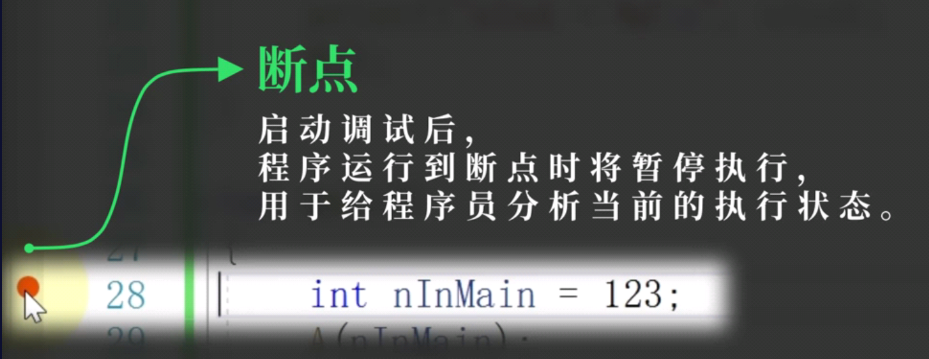 断点
启动调试后，
程序运行到断点时将暂停执行，
用于给程序员分析当前的执行状态。
27 {
28 int nInMain = 123;
29 A(nInMain);